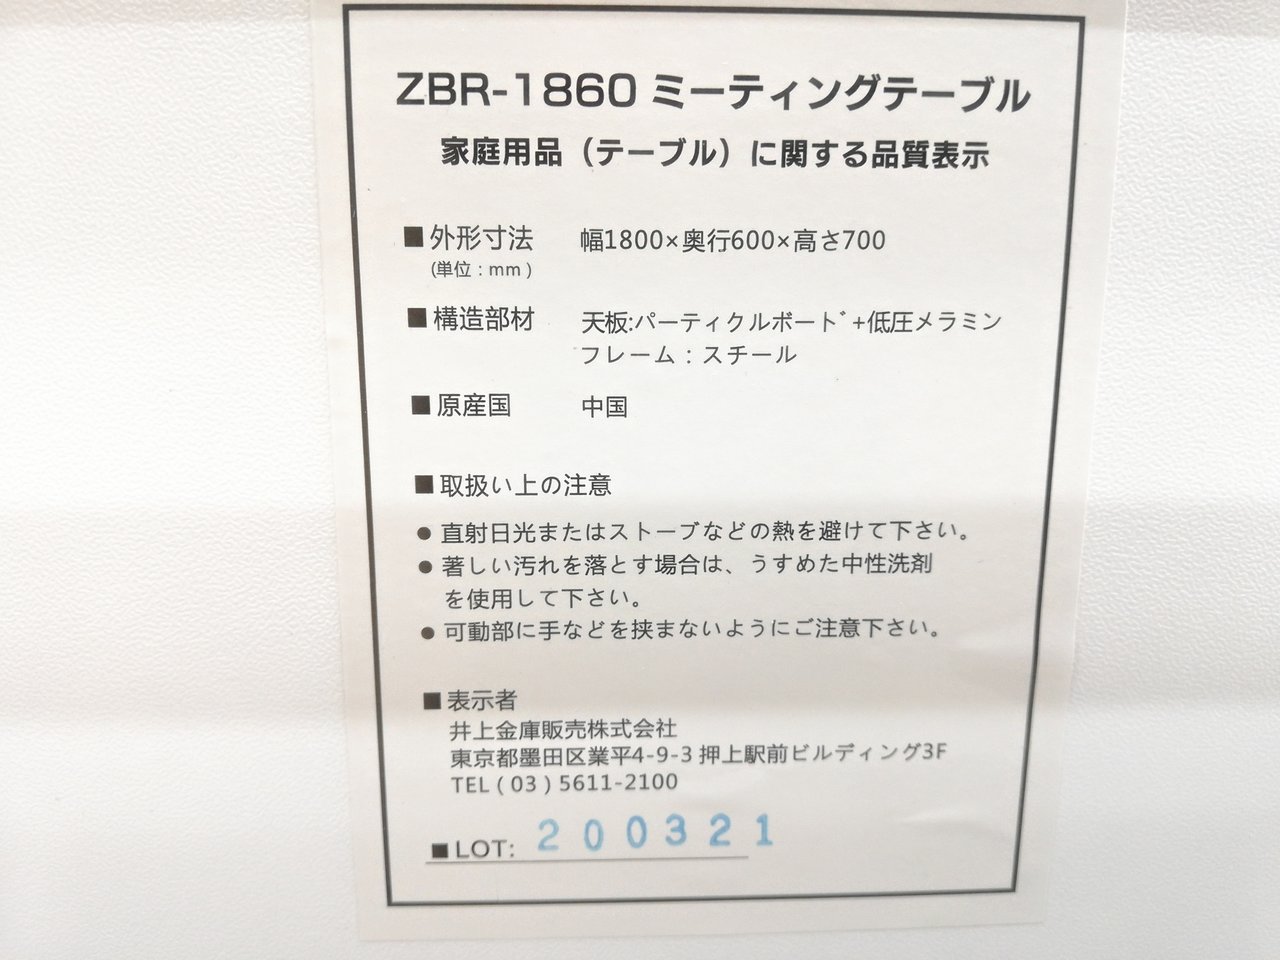 ZBR-1860 ミーティングテーブル
家庭用品（テーブル）に関する品質表示
■外形寸法 幅1800×奥行600×高さ700
(単位：mm)
■構造部材 天板:パーティクルボード+低圧メラミン
フレーム：スチール
■原産国 中国
■取扱い上の注意
●直射日光またはストーブなどの熱を避けて下さい。
●著しい汚れを落とす場合は、うすめた中性洗剤
を使用して下さい。
●可動部に手などを挟まないようにご注意下さい。
■表示者
井上金庫販売株式会社
東京都墨田区業平4-9-3 押上駅前ビルディング3F
TEL(03)5611-2100
■LOT: 200321